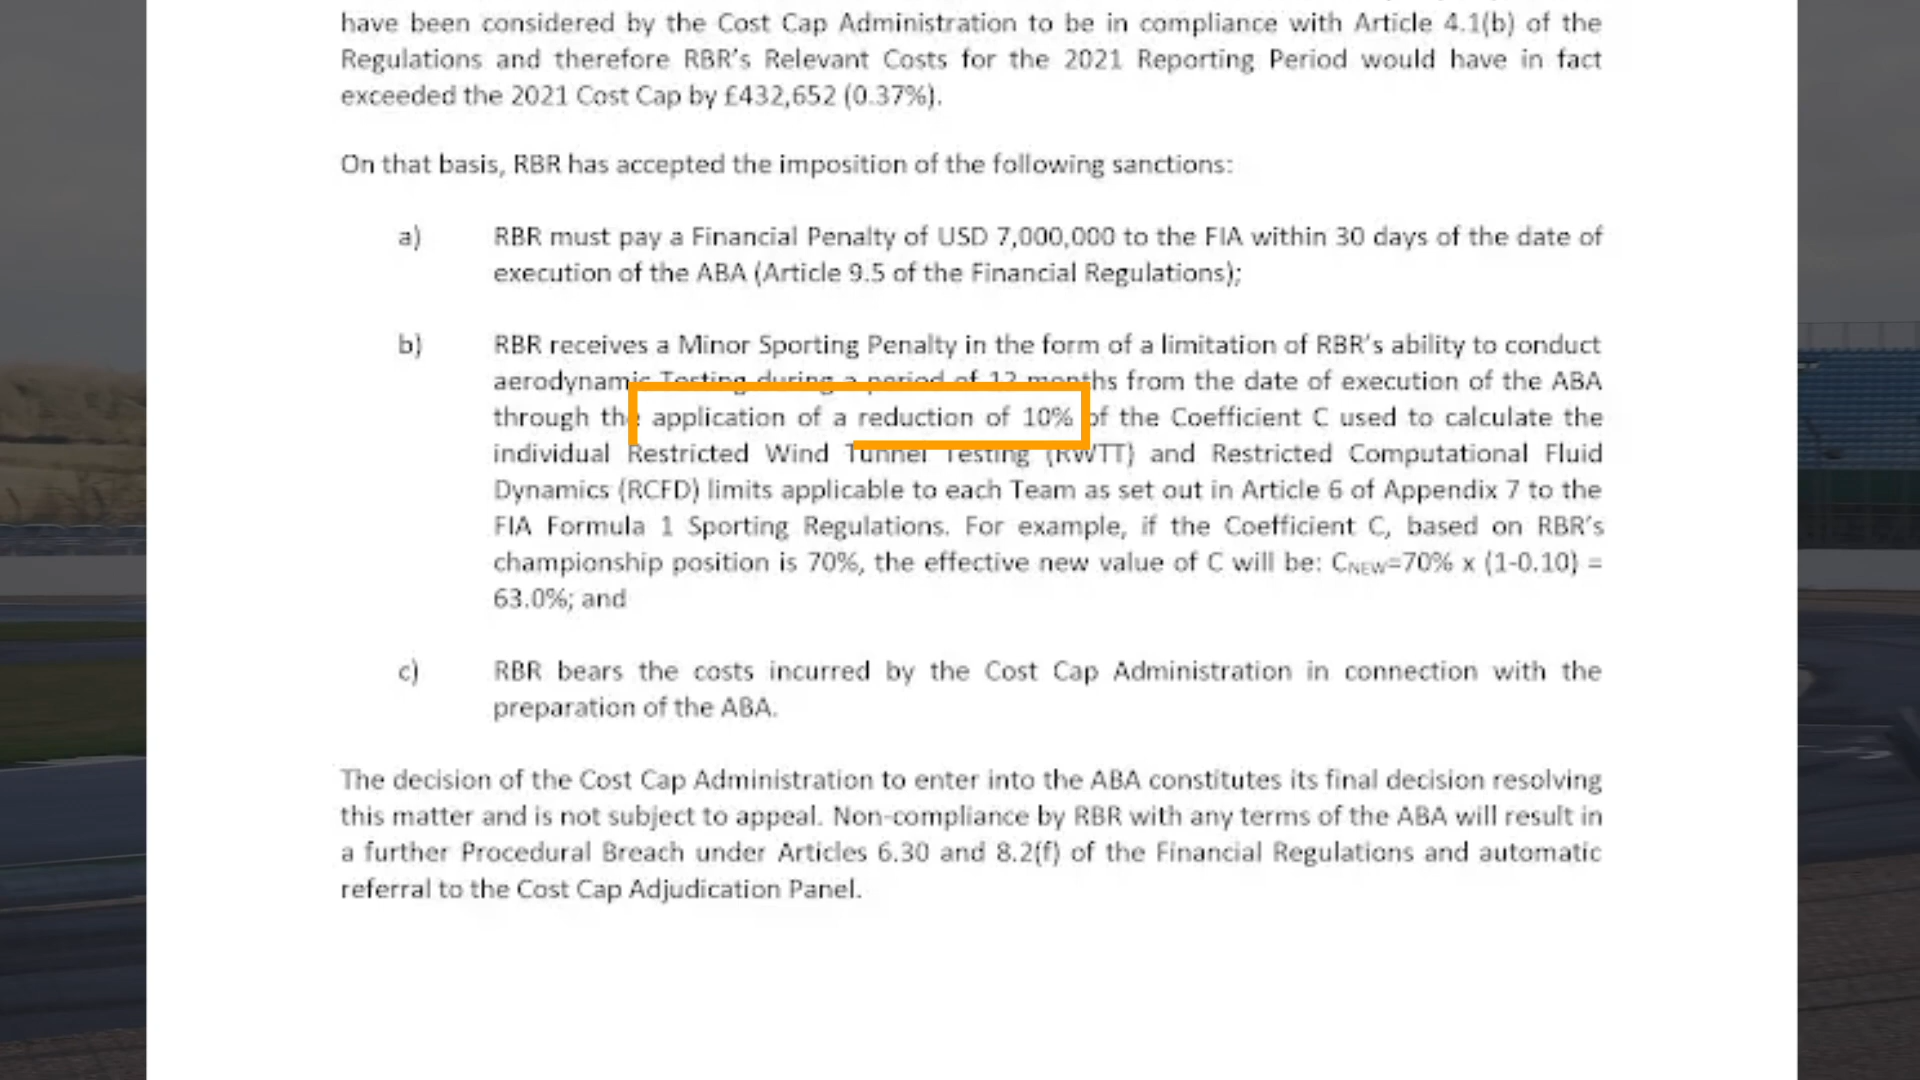 have been considered by the Cost Cap Administration to be in compliance with Article 4.1(b) of the
Regulations and therefore RBR's Relevant Costs for the 2021 Reporting Period would have in fact
exceeded the 2021 Cost Cap by £432,652 (0.37%).
On that basis, RBR has accepted the imposition of the following sanctions:
a) RBR must pay a Financial Penalty of USD 7,000,000 to the FIA within 30 days of the date of
execution of the ABA (Article 9.5 of the Financial Regulations);
b) RBR receives a Minor Sporting Penalty in the form of a limitation of RBR's ability to conduct
aerodynamic Testing during a period of 12 months from the date of execution of the ABA
through the application of a reduction of 10% of the Coefficient C used to calculate the
individual Restricted Wind Tunnel Testing (RWTT) and Restricted Computational Fluid
Dynamics (RCFD) limits applicable to each Team as set out in Article 6 of Appendix 7 to the
FIA Formula 1 Sporting Regulations. For example, if the Coefficient C, based on RBR's
championship position is 70%, the effective new value of C will be: CNEW=70% x (1-0.10) =
63.0%; and
c) RBR bears the costs incurred by the Cost Cap Administration in connection with the
preparation of the ABA.
The decision of the Cost Cap Administration to enter into the ABA constitutes its final decision resolving
this matter and is not subject to appeal. Non-compliance by RBR with any terms of the ABA will result in
a further Procedural Breach under Articles 6.30 and 8.2(f) of the Financial Regulations and automatic
referral to the Cost Cap Adjudication Panel.